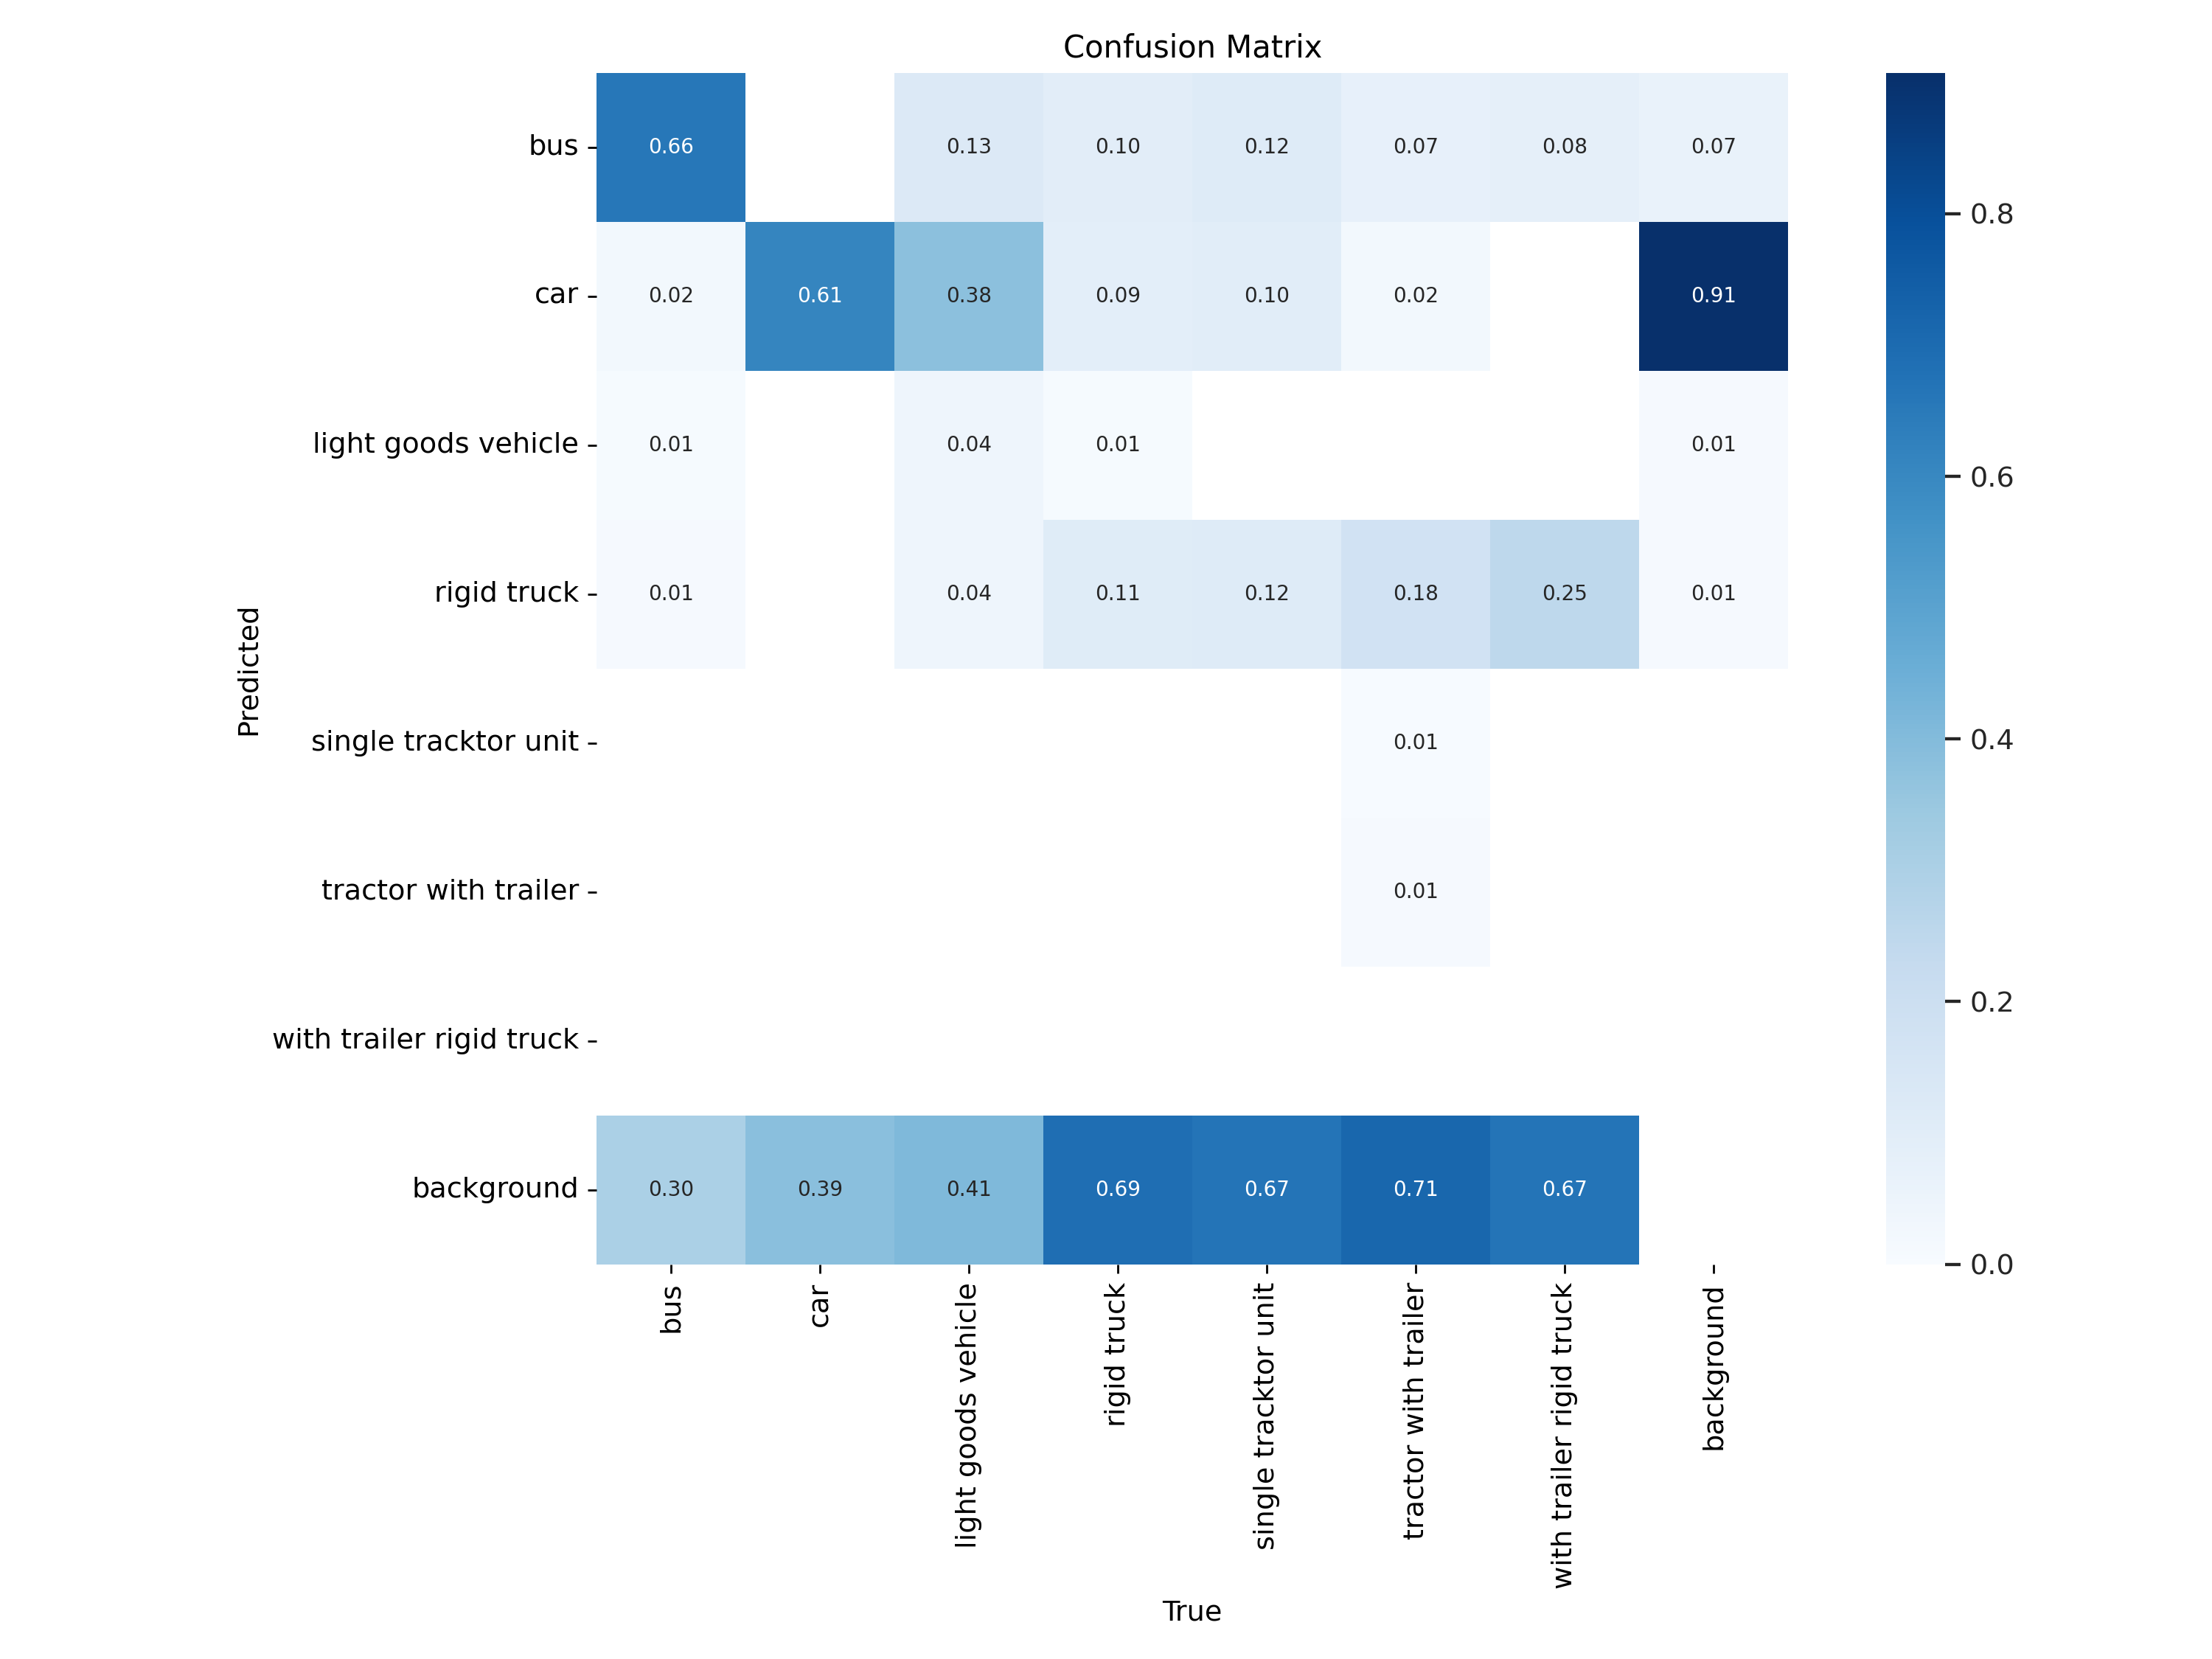 Confusion Matrix
bus 0.66 0.13 0.10 0.12 0.07 0.08 0.07
car 0.02 0.61 0.38 0.09 0.10 0.02 0.91
light goods vehicle 0.01 0.04 0.01 0.01
rigid truck 0.01 0.04 0.11 0.12 0.18 0.25 0.01
single tracktor unit 0.01
tractor with trailer 0.01
with trailer rigid truck
background 0.30 0.39 0.41 0.69 0.67 0.71 0.67
Predicted
bus
car
light goods vehicle
rigid truck
single tracktor unit
tractor with trailer
with trailer rigid truck
background
True
0.8
0.6
0.4
0.2
0.0